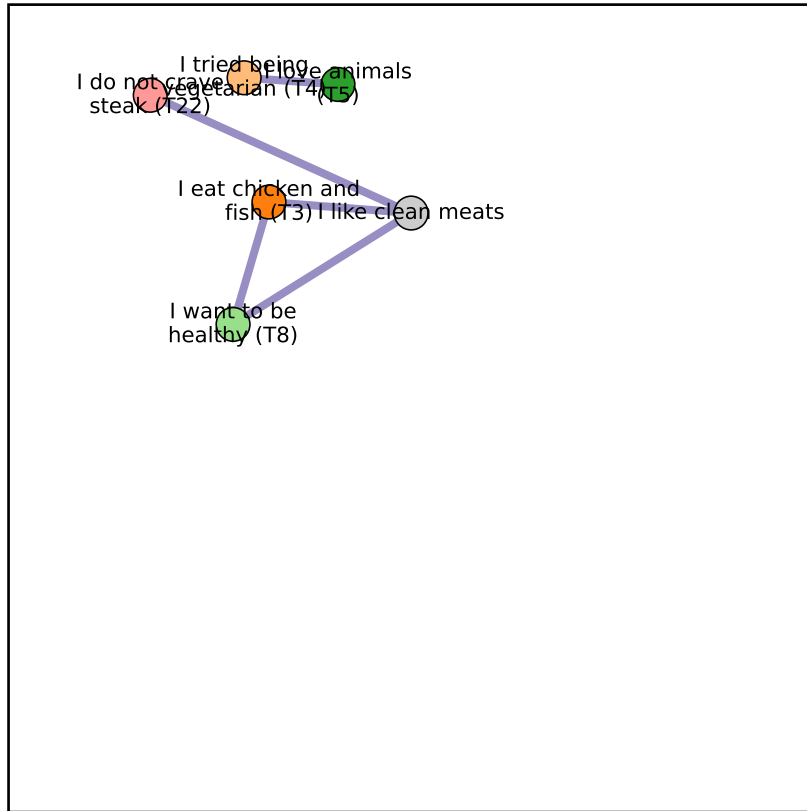 I tried being
vegetarian (T4)
I love animals
(T5)
I do not crave
steak (T22)
I eat chicken and
fish (T3)
I like clean meats
I want to be
healthy (T8)